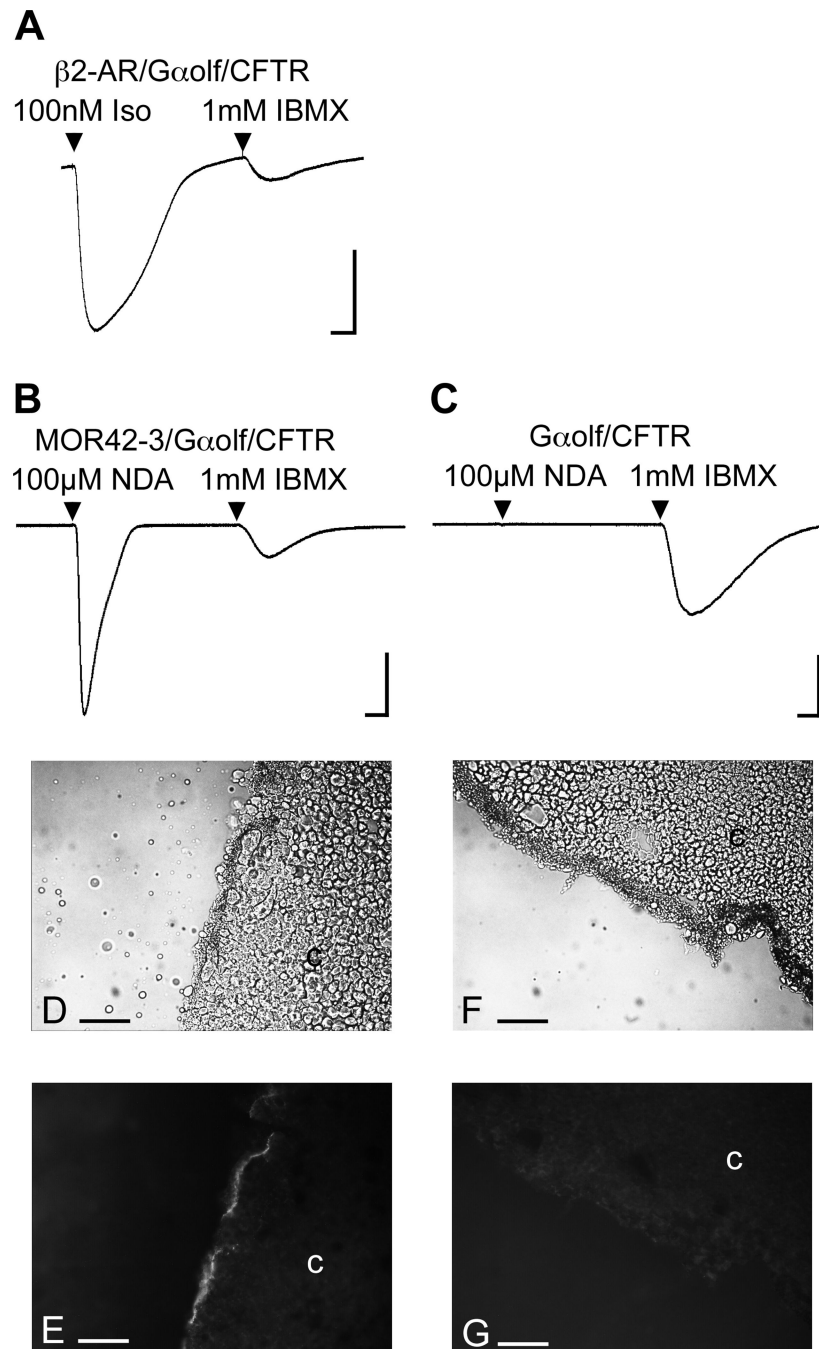 A
β2-AR/Gαolf/CFTR
100nM Iso 1mM IBMX
B
MOR42-3/Gαolf/CFTR
100µM NDA 1mM IBMX
C
Gαolf/CFTR
100µM NDA 1mM IBMX
c
D
c
F
c
E
c
G